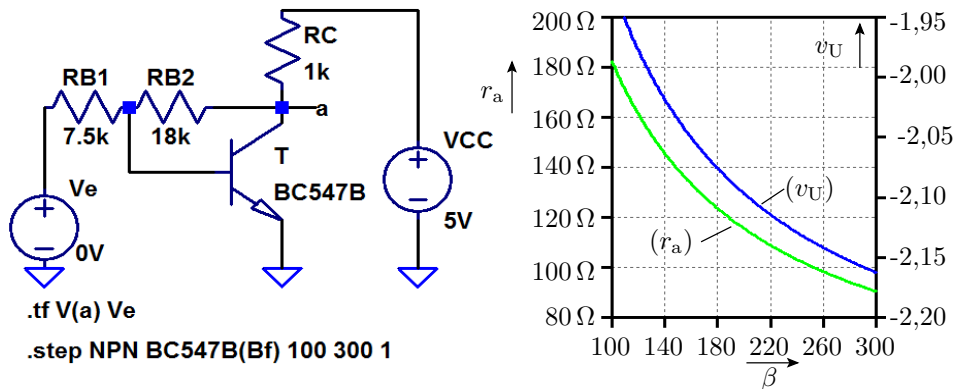 RC
1k
RB1
RB2
7.5k
18k
a
T
BC547B
VCC
5V
Ve
0V
.tf V(a) Ve
.step NPN BC547B(Bf) 100 300 1
200 Ω
180 Ω
160 Ω
140 Ω
120 Ω
100 Ω
80 Ω
ra
vU
-1,95
-2,00
-2,05
-2,10
-2,15
-2,20
(vU)
(ra)
100 140 180 220 260 300
β